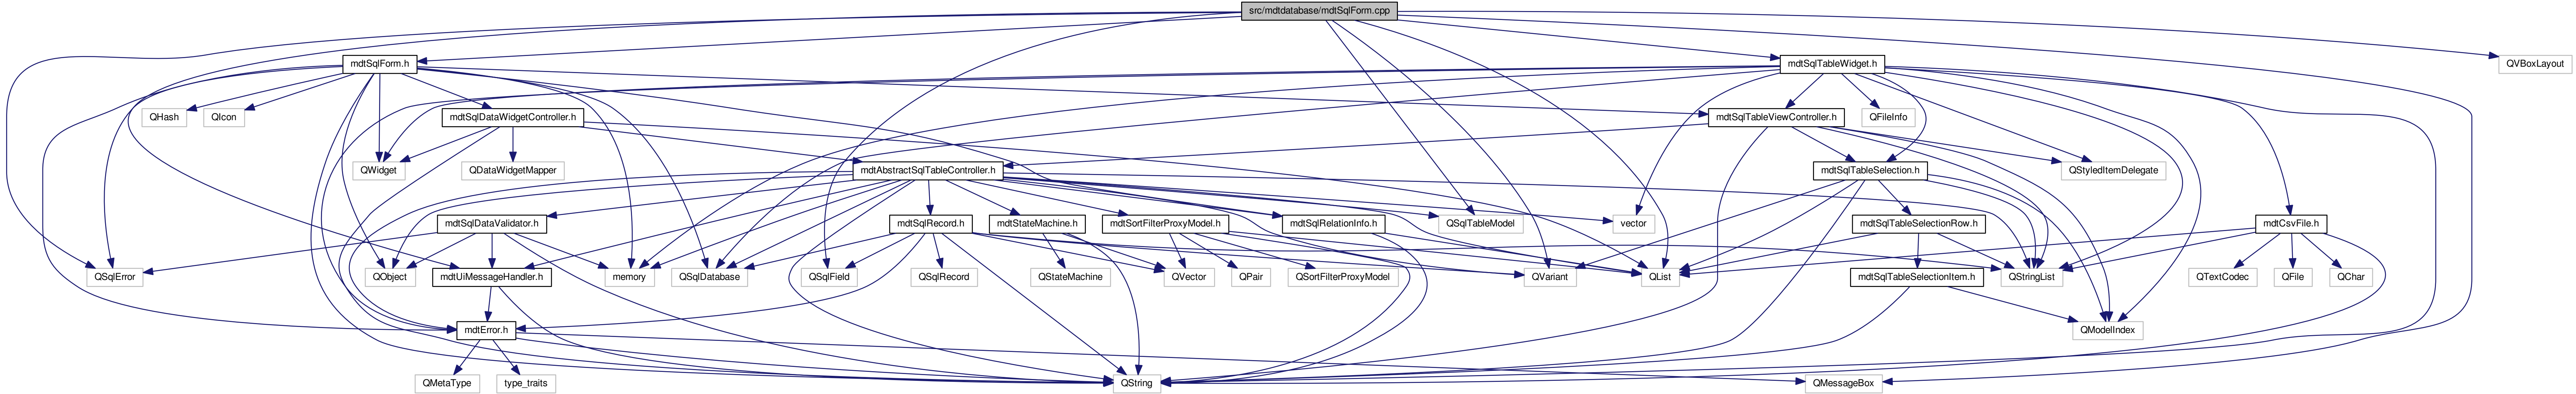 src/mdtdatabase/mdtSqlForm.cpp
mdtSqlForm.h
mdtSqlTableWidget.h
QVBoxLayout
QHash
QIcon
mdtSqlDataWidgetController.h
mdtSqlTableViewController.h
QFileInfo
QWidget
QDataWidgetMapper
mdtAbstractSqlTableController.h
mdtSqlTableSelection.h
QStyledItemDelegate
mdtSqlDataValidator.h
mdtSqlRecord.h
mdtStateMachine.h
mdtSortFilterProxyModel.h
mdtSqlRelationInfo.h
QSqlTableModel
vector
mdtSqlTableSelectionRow.h
mdtCsvFile.h
QSqlError
QObject
mdtUiMessageHandler.h
memory
QSqlDatabase
QSqlField
QSqlRecord
QStateMachine
QVector
QPair
QSortFilterProxyModel
QVariant
QList
mdtSqlTableSelectionItem.h
QStringList
QTextCodec
QFile
QChar
mdtError.h
QModelIndex
QMetaType
type_traits
QString
QMessageBox